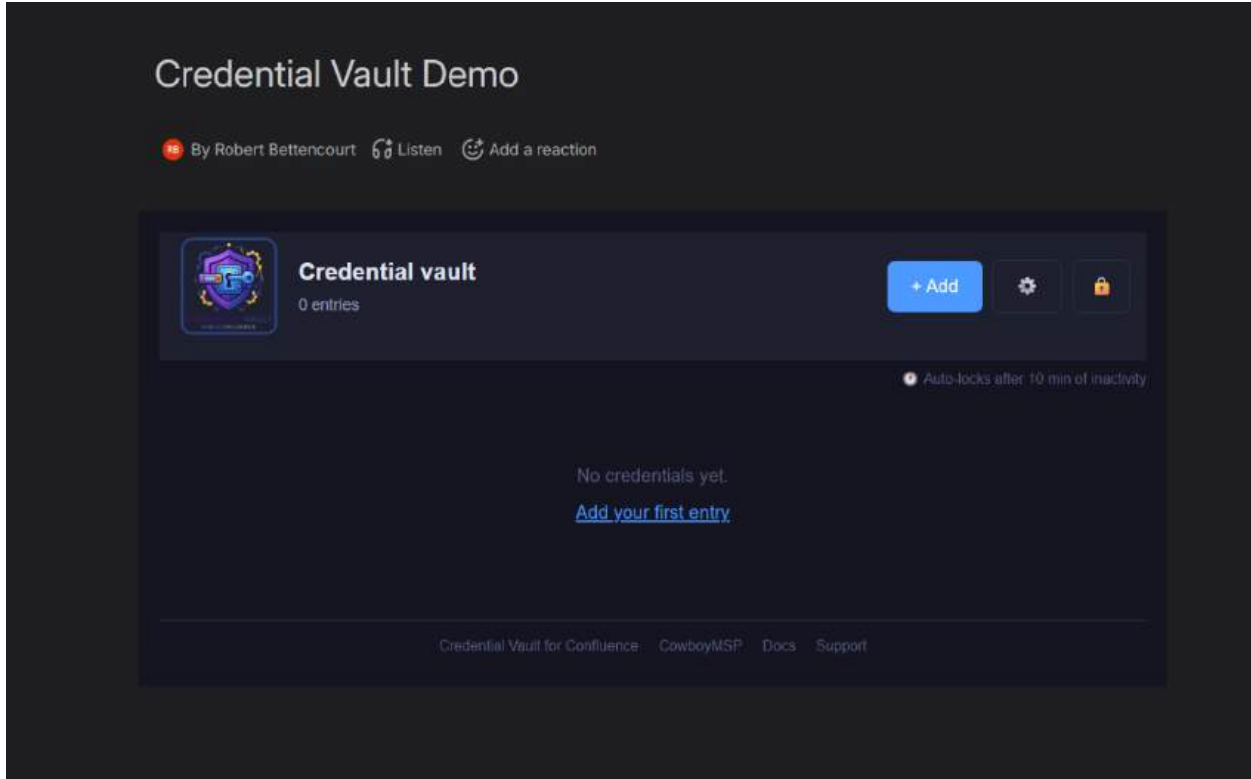 Credential Vault Demo
RB By Robert Bettencourt Listen Add a reaction
Credential vault
0 entries
+ Add
Auto-locks after 10 min of inactivity
No credentials yet.
Add your first entry
Credential Vault for Confluence CowboyMSP Docs Support